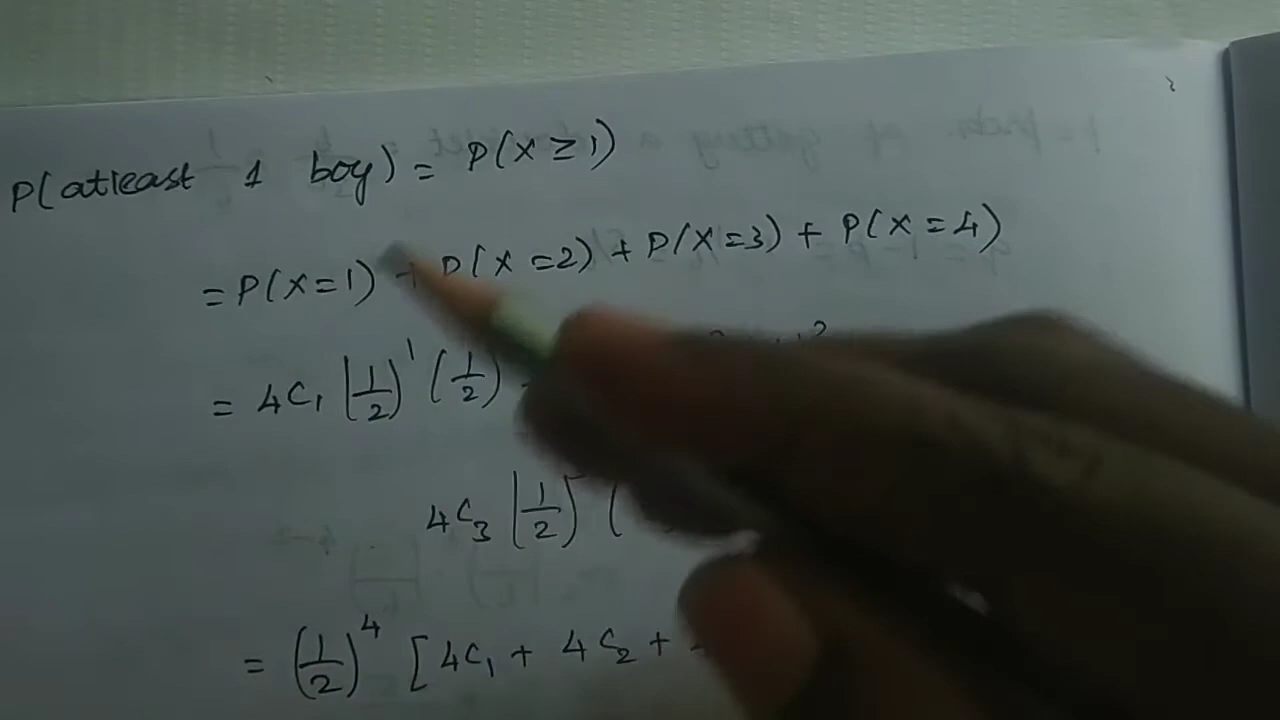 P(atleast 1 boy) = P(X ≥ 1)
= P(X=1) + P(X=2) + P(X=3) + P(X=4)
= 4C₁ (1/2)¹ (1/2)
4C₃ (1/2) (
= (1/2)⁴ [4C₁ + 4C₂ +